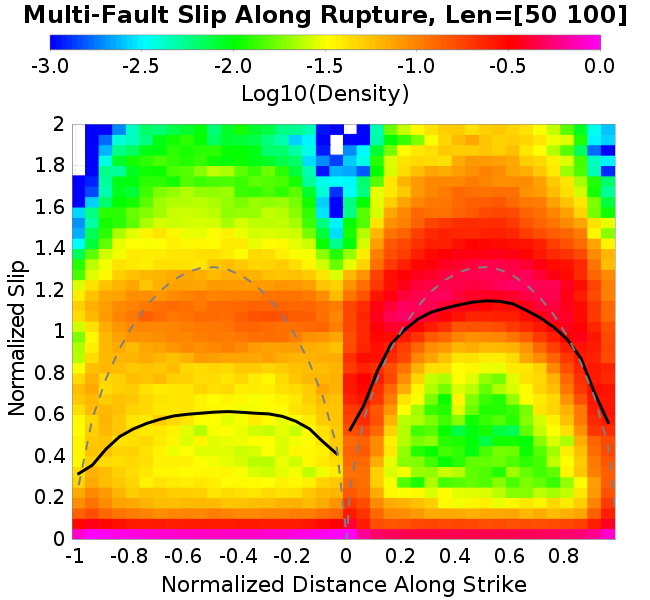 Multi-Fault Slip Along Rupture, Len=[50 100]
-3.0 -2.5 -2.0 -1.5 -1.0 -0.5 0.0
Log10(Density)
2
1.8
1.6
1.4
1.2
1
0.8
0.6
0.4
0.2
0
Normalized Slip
-1 -0.8 -0.6 -0.4 -0.2 0 0.2 0.4 0.6 0.8
Normalized Distance Along Strike